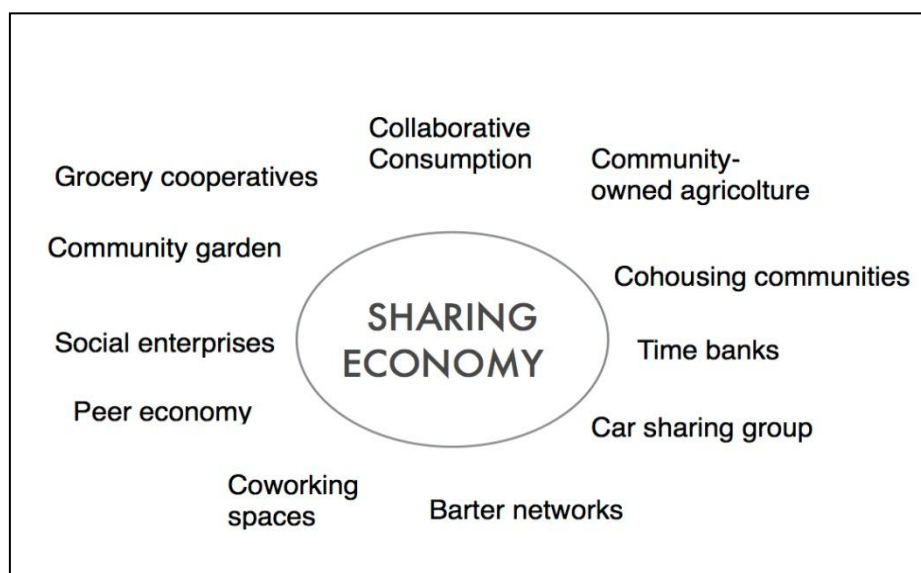 Collaborative
Consumption
Grocery cooperatives
Community-
owned agricolture
Community garden
Cohousing communities
SHARING
ECONOMY
Social enterprises
Time banks
Peer economy
Car sharing group
Coworking
spaces
Barter networks